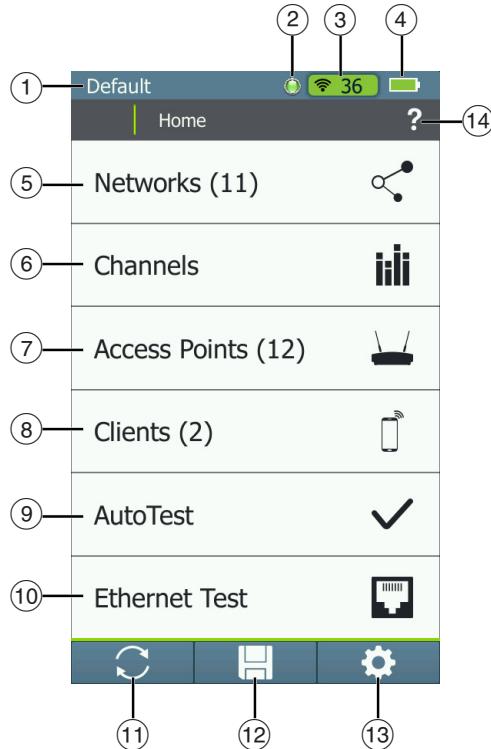 2 3 4
1 Default 36
Home ? 14
5 Networks (11)
6 Channels
7 Access Points (12)
8 Clients (2)
9 AutoTest
10 Ethernet Test
11 12 13